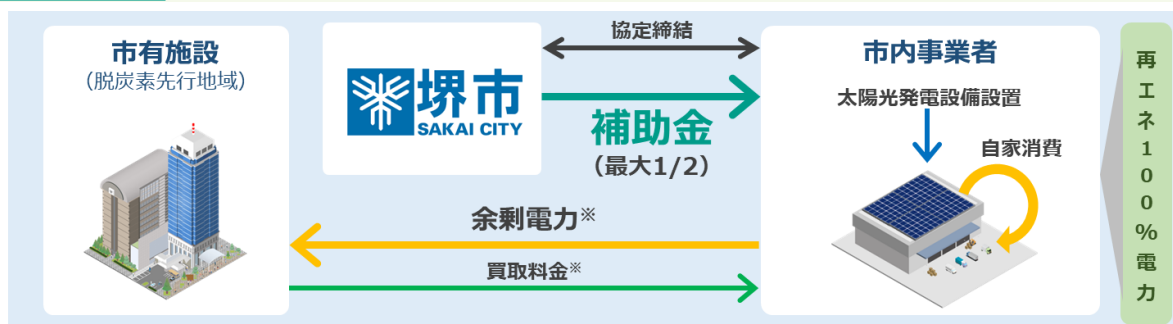 市有施設
（脱炭素先行地域）
堺市
SAKAI CITY
協定締結
補助金
（最大1/2）
余剰電力※
買取料金※
市内事業者
太陽光発電設備設置
自家消費
再エネ100%電力